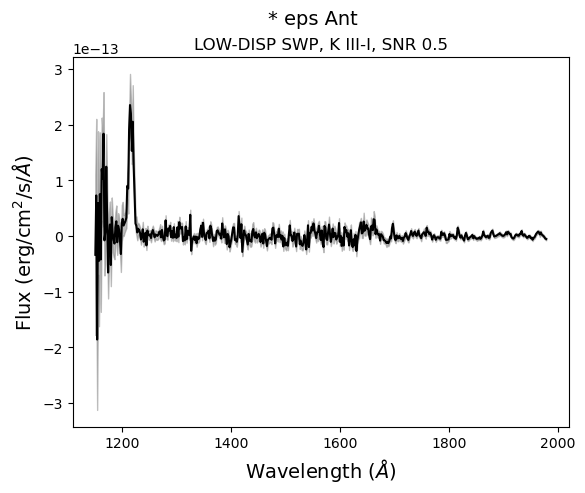 * eps Ant
LOW-DISP SWP, K III-I, SNR 0.5
1e−13
3
2
1
0
−1
−2
−3
Flux (erg/cm²/s/Å)
1200 1400 1600 1800 2000
Wavelength (Å)